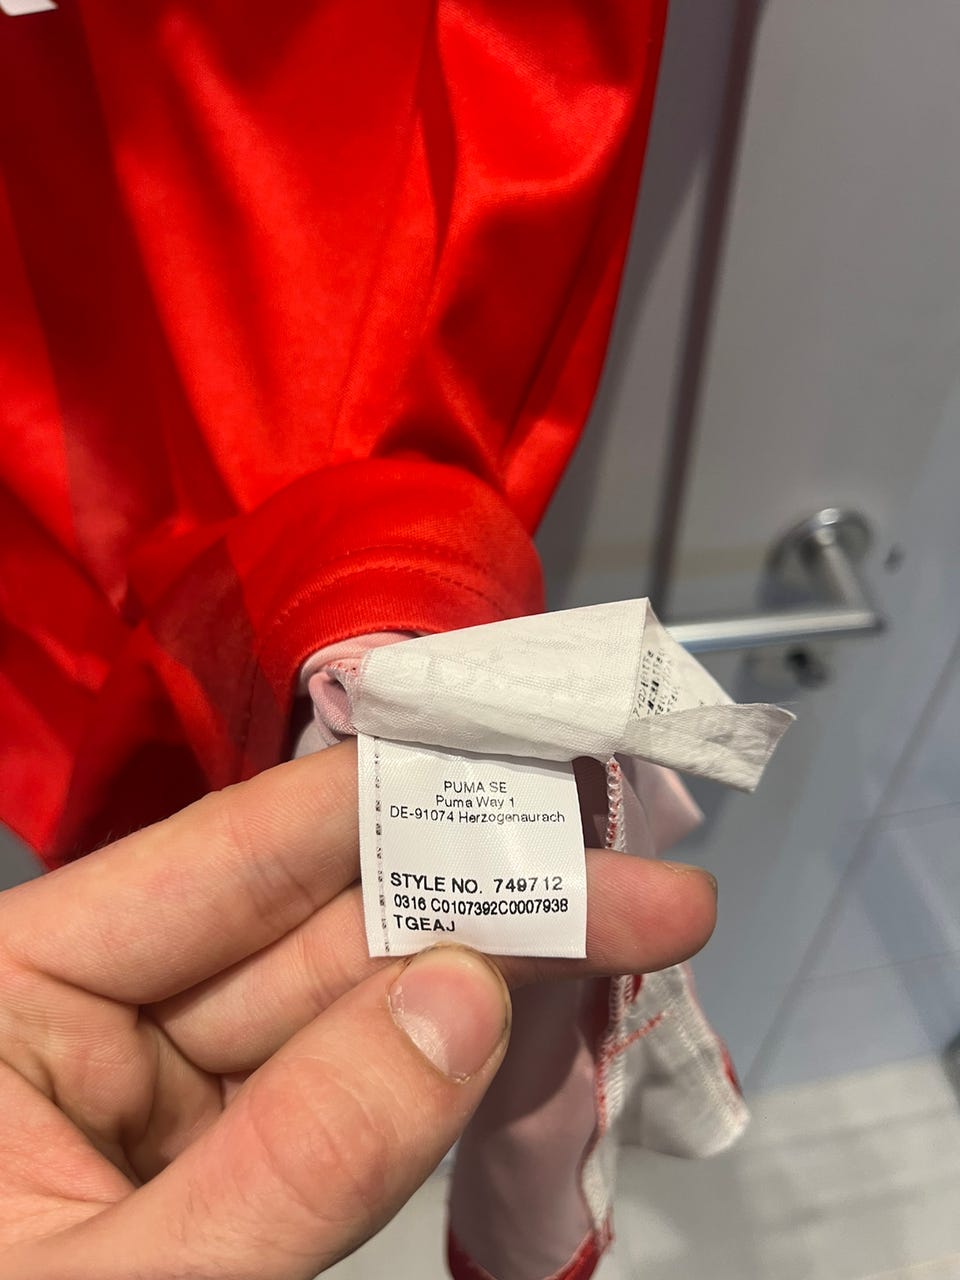 PUMA SE
Puma Way 1
DE-91074 Herzogenaurach
STYLE NO. 749712
0316 C0107392C0007938
TGEAJ